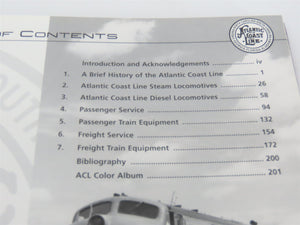 OF CONTENTS
ATLANTIC
COAST
LINE
Introduction and Acknowledgements iv
1. A Brief History of the Atlantic Coast Line 1
2. Atlantic Coast Line Steam Locomotives 26
3. Atlantic Coast Line Diesel Locomotives 58
4. Passenger Service 94
5. Passenger Train Equipment 132
6. Freight Service 154
7. Freight Train Equipment 172
Bibliography 200
ACL Color Album 201